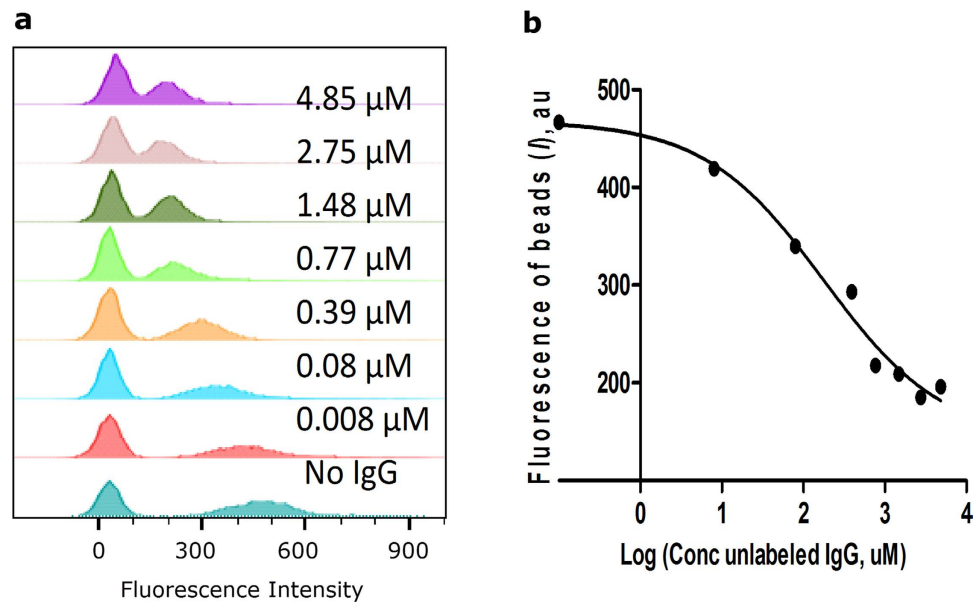 a
4.85 µM
2.75 µM
1.48 µM
0.77 µM
0.39 µM
0.08 µM
0.008 µM
No IgG
0 300 600 900
Fluorescence Intensity
b
Fluorescence of beads (I), au
500
400
300
200
0 1 2 3 4
Log (Conc unlabeled IgG, uM)